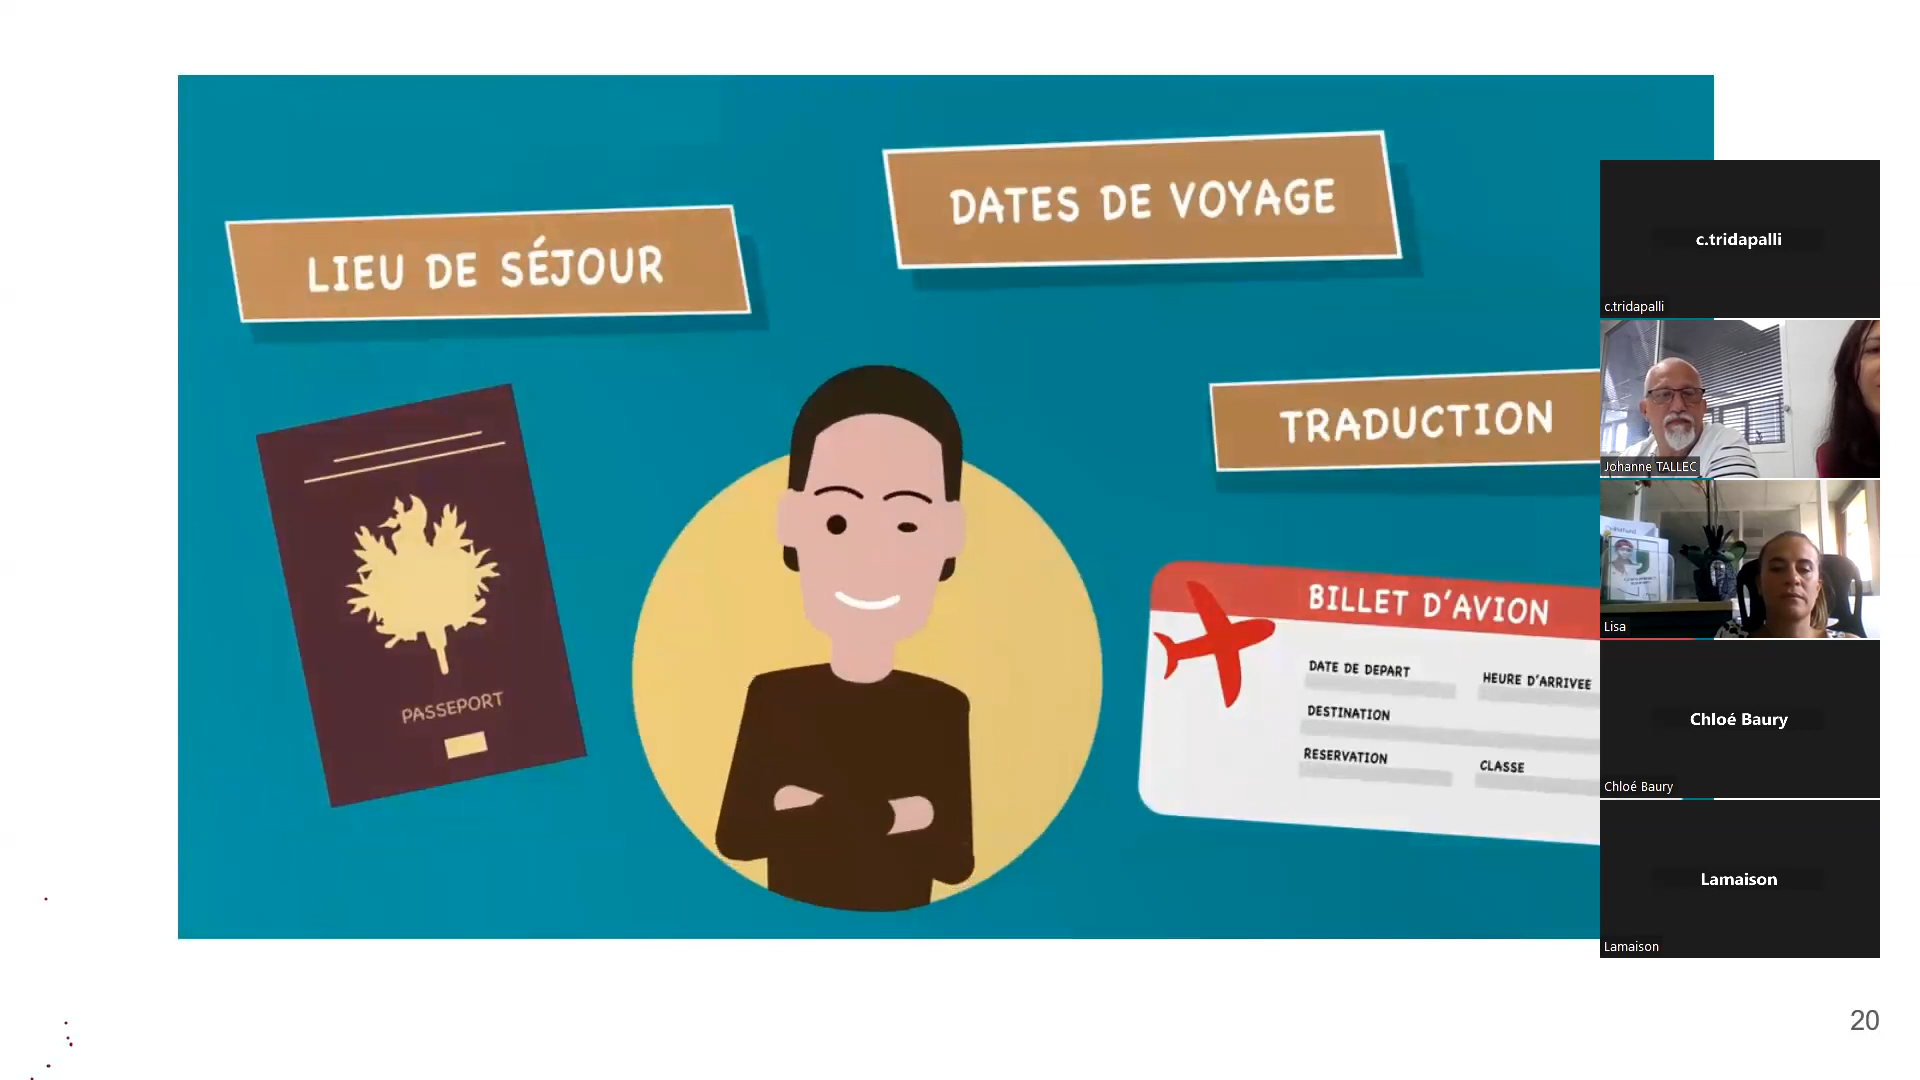 DATES DE VOYAGE
LIEU DE SÉJOUR
TRADUCTION
PASSEPORT
BILLET D'AVION
DATE DE DEPART
HEURE D'ARRIVEE
DESTINATION
RESERVATION
CLASSE
c.tridapalli
c.tridapalli
Johanne TALLEC
Lisa
Chloé Baury
Chloé Baury
Lamaison
Lamaison
20